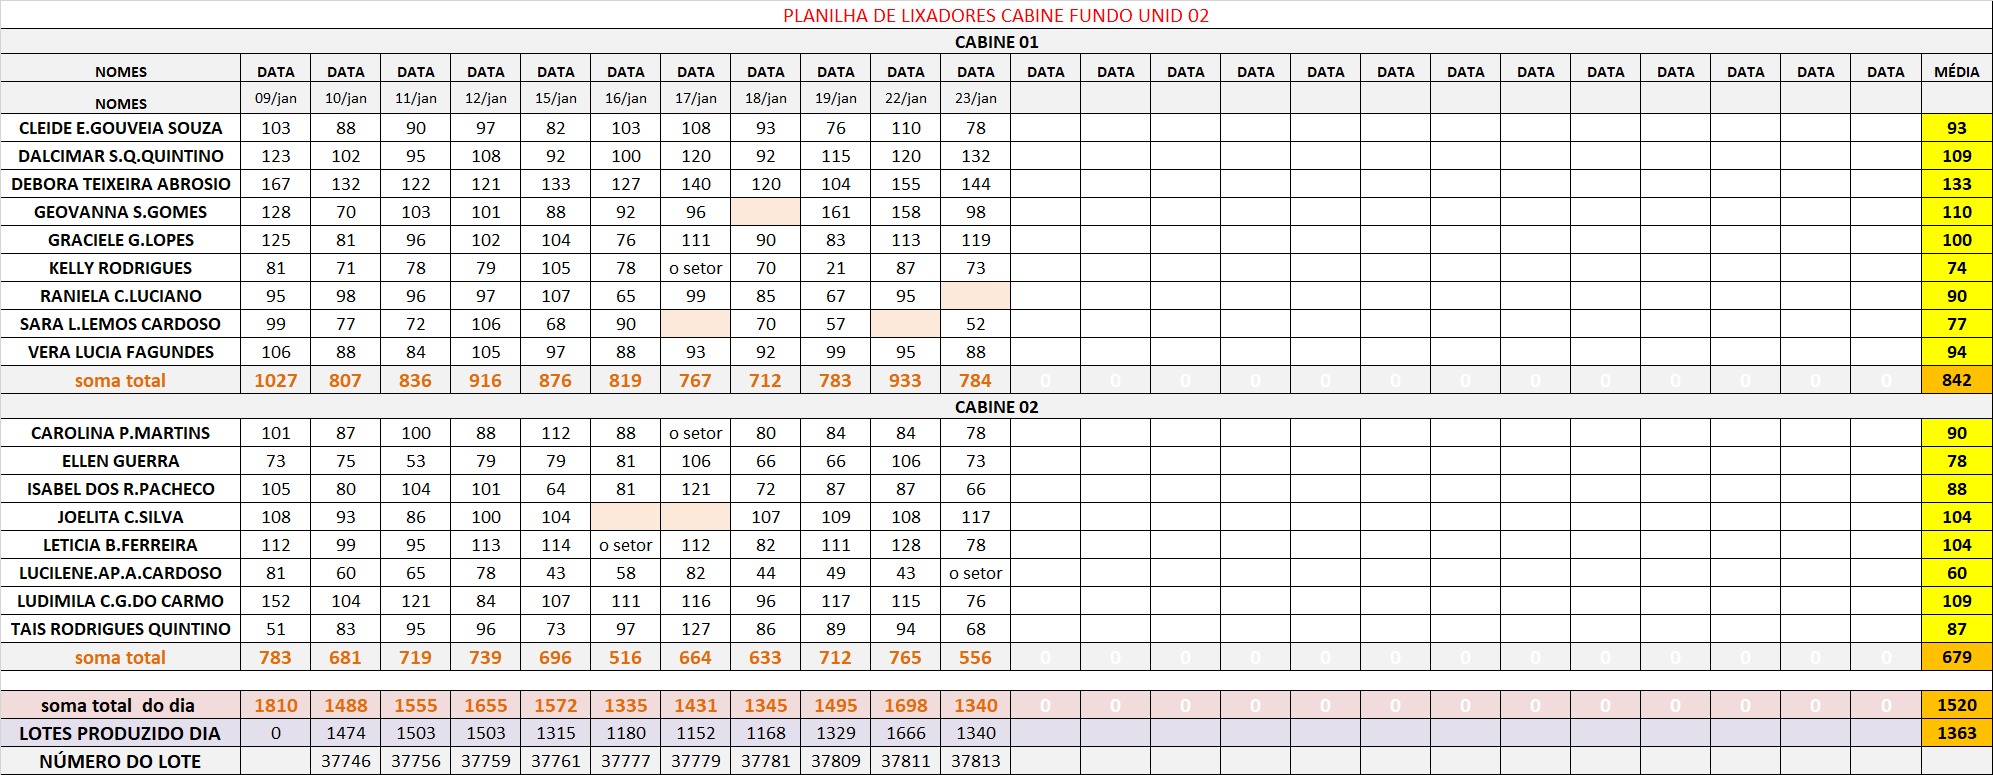 PLANILHA DE LIXADORES CABINE FUNDO UNID 02
CABINE 01
NOMES DATA DATA DATA DATA DATA DATA DATA DATA DATA DATA DATA DATA DATA DATA DATA DATA DATA DATA DATA DATA DATA DATA DATA DATA MÉDIA
NOMES 09/jan 10/jan 11/jan 12/jan 15/jan 16/jan 17/jan 18/jan 19/jan 22/jan 23/jan
CLEIDE E.GOUVEIA SOUZA 103 88 90 97 82 103 108 93 76 110 78 93
DALCIMAR S.Q.QUINTINO 123 102 95 108 92 100 120 92 115 120 132 109
DEBORA TEIXEIRA ABROSIO 167 132 122 121 133 127 140 120 104 155 144 133
GEOVANNA S.GOMES 128 70 103 101 88 92 96 161 158 98 110
GRACIELE G.LOPES 125 81 96 102 104 76 111 90 83 113 119 100
KELLY RODRIGUES 81 71 78 79 105 78 o setor 70 21 87 73 74
RANIELA C.LUCIANO 95 98 96 97 107 65 99 85 67 95 90
SARA L.LEMOS CARDOSO 99 77 72 106 68 90 70 57 52 77
VERA LUCIA FAGUNDES 106 88 84 105 97 88 93 92 99 95 88 94
soma total 1027 807 836 916 876 819 767 712 783 933 784 0 0 0 0 0 0 0 0 0 0 0 0 0 842
CABINE 02
CAROLINA P.MARTINS 101 87 100 88 112 88 o setor 80 84 84 78 90
ELLEN GUERRA 73 75 53 79 79 81 106 66 66 106 73 78
ISABEL DOS R.PACHECO 105 80 104 101 64 81 121 72 87 87 66 88
JOELITA C.SILVA 108 93 86 100 104 107 109 108 117 104
LETICIA B.FERREIRA 112 99 95 113 114 o setor 112 82 111 128 78 104
LUCILENE.AP.A.CARDOSO 81 60 65 78 43 58 82 44 49 43 o setor 60
LUDIMILA C.G.DO CARMO 152 104 121 84 107 111 116 96 117 115 76 109
TAIS RODRIGUES QUINTINO 51 83 95 96 73 97 127 86 89 94 68 87
soma total 783 681 719 739 696 516 664 633 712 765 556 0 0 0 0 0 0 0 0 0 0 0 0 0 679
soma total do dia 1810 1488 1555 1655 1572 1335 1431 1345 1495 1698 1340 0 0 0 0 0 0 0 0 0 0 0 0 0 1520
LOTES PRODUZIDO DIA 0 1474 1503 1503 1315 1180 1152 1168 1329 1666 1340 1363
NÚMERO DO LOTE 37746 37756 37759 37761 37777 37779 37781 37809 37811 37813